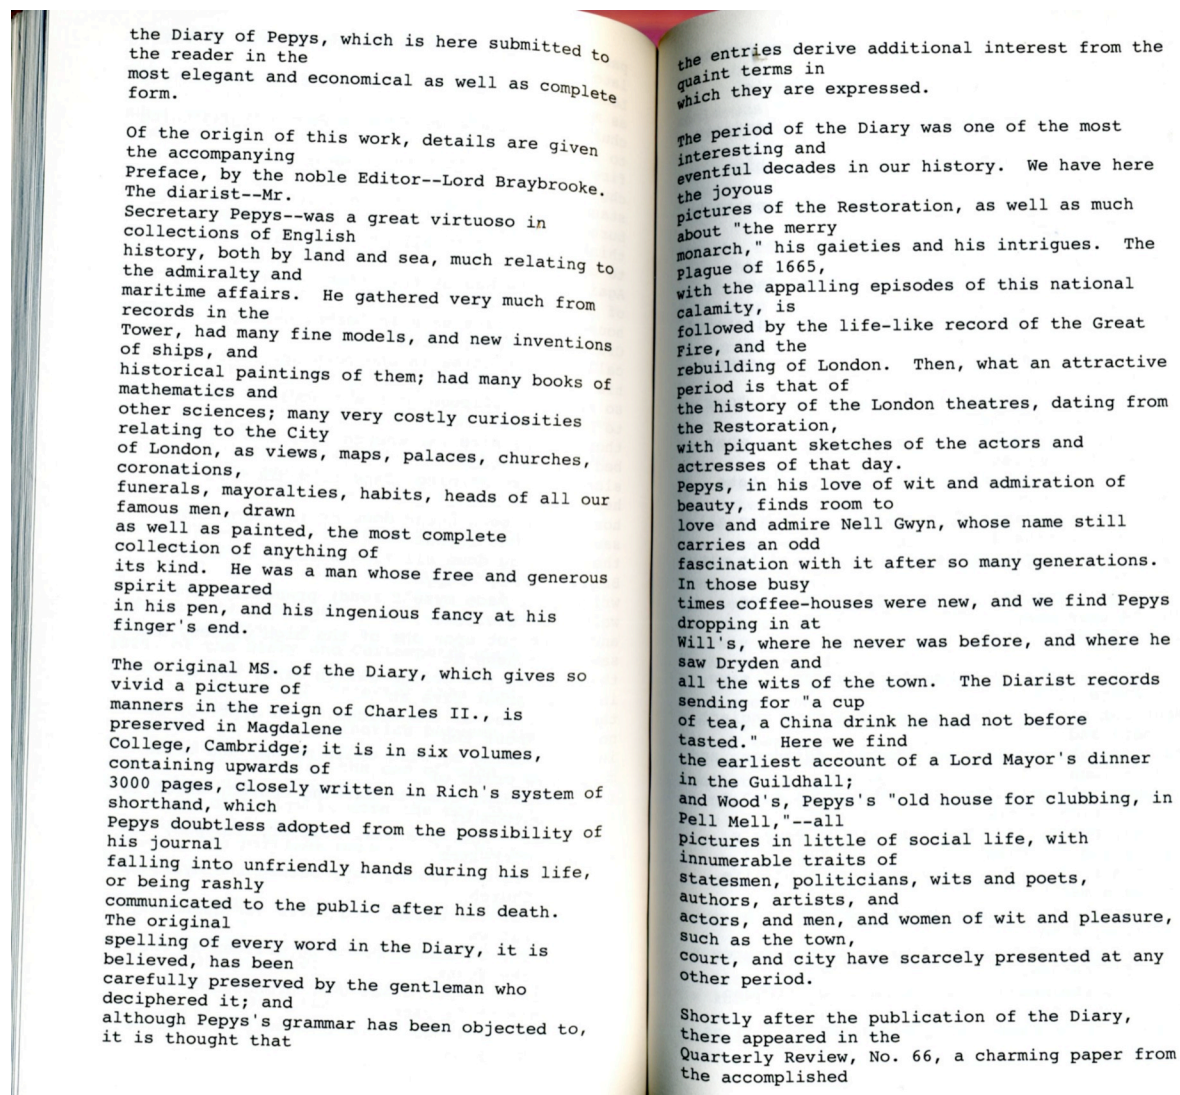 the Diary of Pepys, which is here submitted to
the reader in the
most elegant and economical as well as complete
form.
Of the origin of this work, details are given
the accompanying
Preface, by the noble Editor--Lord Braybrooke.
The diarist--Mr.
Secretary Pepys--was a great virtuoso in
collections of English
history, both by land and sea, much relating to
the admiralty and
maritime affairs.  He gathered very much from
records in the
Tower, had many fine models, and new inventions
of ships, and
historical paintings of them; had many books of
mathematics and
other sciences; many very costly curiosities
relating to the City
of London, as views, maps, palaces, churches,
coronations,
funerals, mayoralties, habits, heads of all our
famous men, drawn
as well as painted, the most complete
collection of anything of
its kind.  He was a man whose free and generous
spirit appeared
in his pen, and his ingenious fancy at his
finger's end.
The original MS. of the Diary, which gives so
vivid a picture of
manners in the reign of Charles II., is
preserved in Magdalene
College, Cambridge; it is in six volumes,
containing upwards of
3000 pages, closely written in Rich's system of
shorthand, which
Pepys doubtless adopted from the possibility of
his journal
falling into unfriendly hands during his life,
or being rashly
communicated to the public after his death.
The original
spelling of every word in the Diary, it is
believed, has been
carefully preserved by the gentleman who
deciphered it; and
although Pepys's grammar has been objected to,
it is thought that
the entries derive additional interest from the
quaint terms in
which they are expressed.
The period of the Diary was one of the most
interesting and
eventful decades in our history.  We have here
the joyous
pictures of the Restoration, as well as much
about "the merry
monarch," his gaieties and his intrigues.  The
plague of 1665,
with the appalling episodes of this national
calamity, is
followed by the life-like record of the Great
Fire, and the
rebuilding of London.  Then, what an attractive
period is that of
the history of the London theatres, dating from
the Restoration,
with piquant sketches of the actors and
actresses of that day.
Pepys, in his love of wit and admiration of
beauty, finds room to
love and admire Nell Gwyn, whose name still
carries an odd
fascination with it after so many generations.
In those busy
times coffee-houses were new, and we find Pepys
dropping in at
Will's, where he never was before, and where he
saw Dryden and
all the wits of the town.  The Diarist records
sending for "a cup
of tea, a China drink he had not before
tasted."  Here we find
the earliest account of a Lord Mayor's dinner
in the Guildhall;
and Wood's, Pepys's "old house for clubbing, in
Pell Mell,"--all
pictures in little of social life, with
innumerable traits of
statesmen, politicians, wits and poets,
authors, artists, and
actors, and men, and women of wit and pleasure,
such as the town,
court, and city have scarcely presented at any
other period.
Shortly after the publication of the Diary,
there appeared in the
Quarterly Review, No. 66, a charming paper from
the accomplished